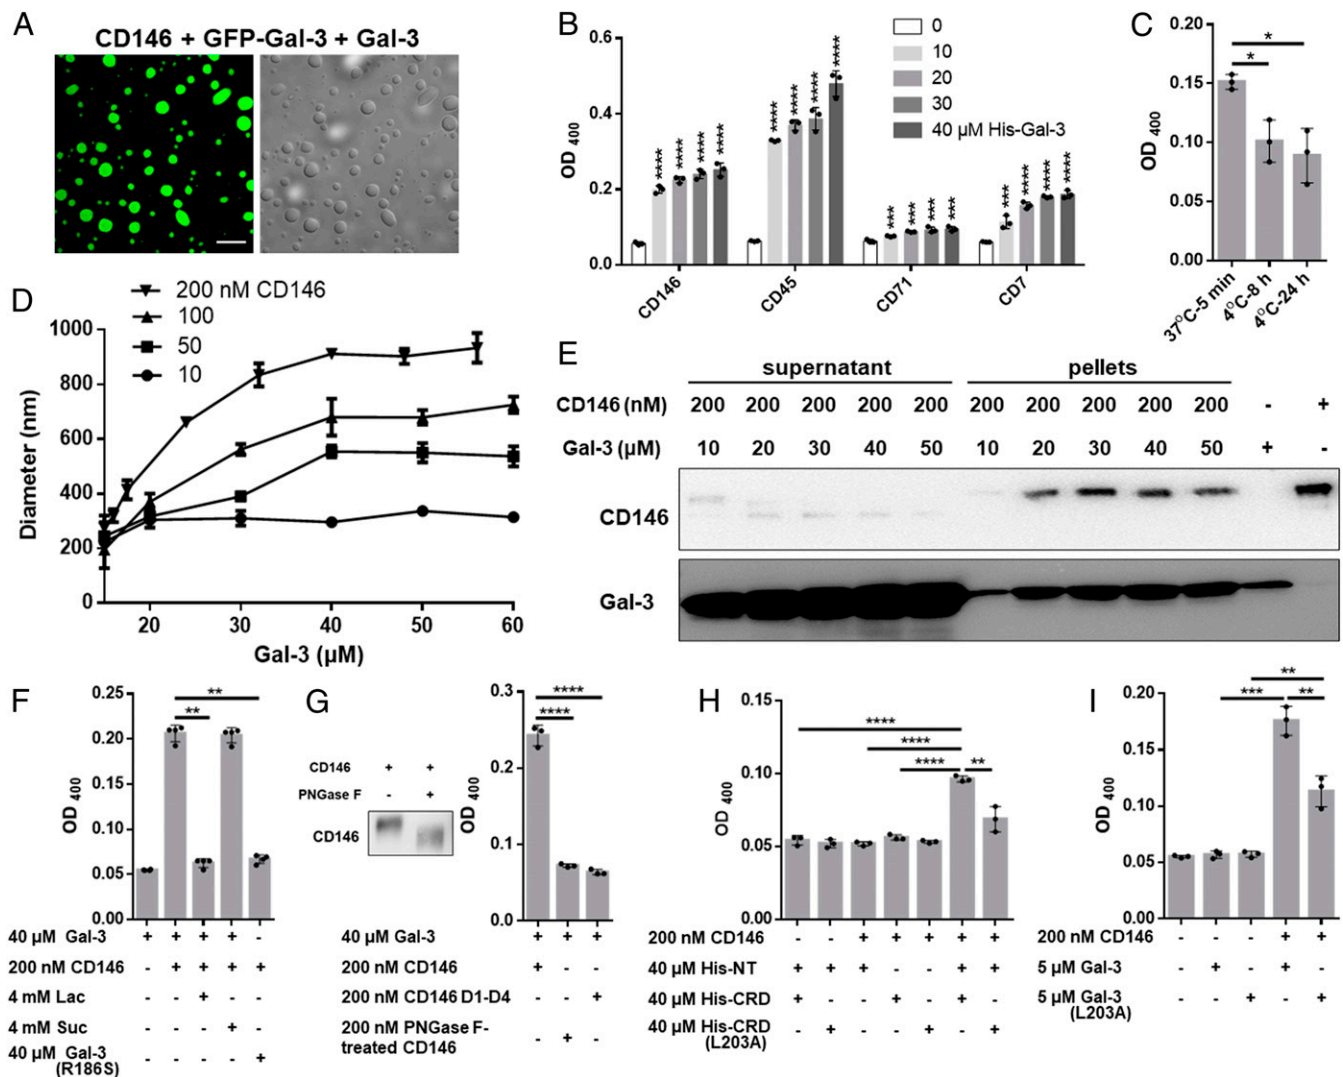 A
CD146 + GFP-Gal-3 + Gal-3
B
OD 400
0.6
0.4
0.2
0.0
**** **** **** ****
**** **** **** ****
*** *** *** ***
*** **** **** ****
CD146 CD45 CD71 CD7
0
10
20
30
40 µM His-Gal-3
C
OD 400
0.20
0.15
0.10
0.05
0.00
*
*
37°C-5 min 4°C-8 h 4°C-24 h
D
200 nM CD146
100
50
10
Diameter (nm)
1000
800
600
400
200
0
20 30 40 50 60
Gal-3 (µM)
E
supernatant pellets
CD146 (nM) 200 200 200 200 200 200 200 200 200 200 - +
Gal-3 (µM) 10 20 30 40 50 10 20 30 40 50 + -
CD146
Gal-3
F
OD 400
0.25
0.20
0.15
0.10
0.05
0.00
**
**
40 µM Gal-3 + + + + -
200 nM CD146 - + + + +
4 mM Lac - - + - -
4 mM Suc - - - + -
40 µM Gal-3 (R186S) - - - - +
G
CD146 + +
PNGase F - +
CD146
OD 400
0.3
0.2
0.1
0.0
****
****
40 µM Gal-3 + + +
200 nM CD146 + - -
200 nM CD146 D1-D4 - - +
200 nM PNGase F-
treated CD146 - + -
H
OD 400
0.15
0.10
0.05
0.00
****
****
**** **
200 nM CD146 - - + + + + +
40 µM His-NT + + + - - + +
40 µM His-CRD + - - + - + -
40 µM His-CRD (L203A) - + - - + - +
I
OD 400
0.20
0.15
0.10
0.05
0.00
**
*** **
200 nM CD146 - - - + +
5 µM Gal-3 - + - + -
5 µM Gal-3 (L203A) - - + - +